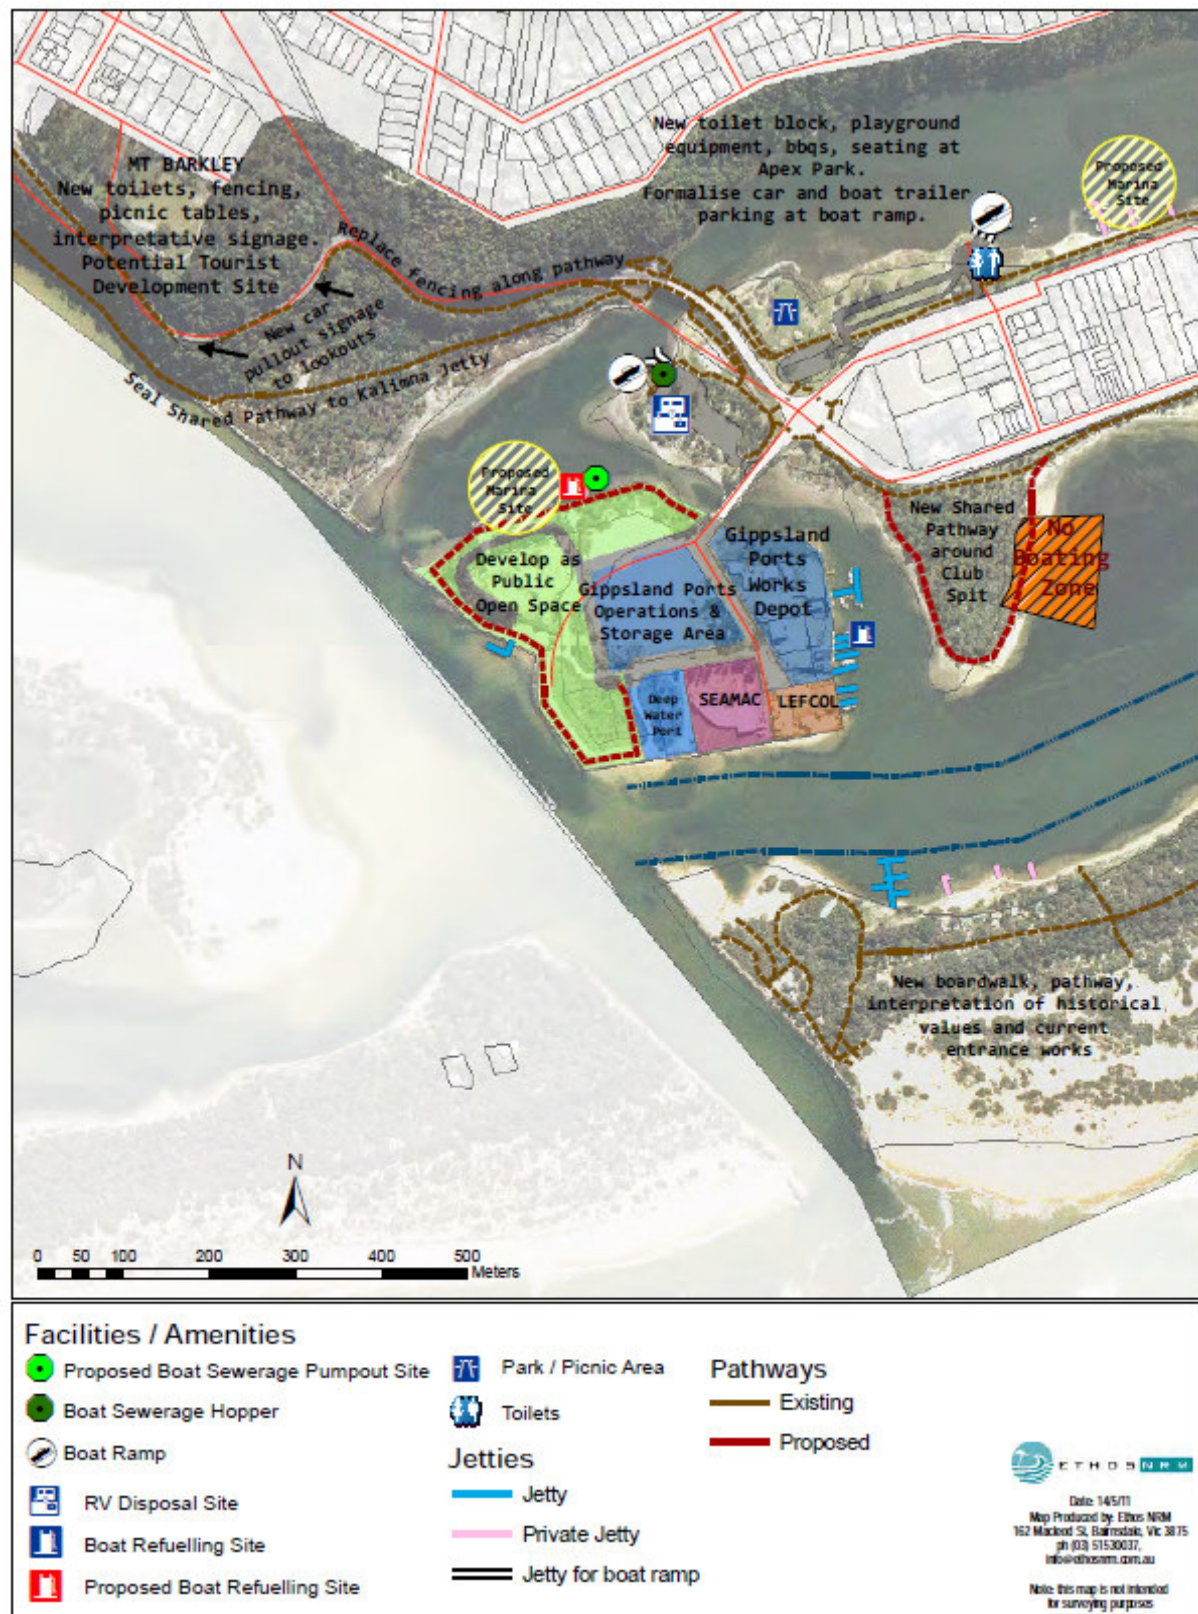 MT BARKLEY
New toilets, fencing,
picnic tables,
interpretative signage.
Potential Tourist
Development Site
New toilet block, playground
equipment, bbqs, seating at
Apex Park.
Formalise car and boat trailer
parking at boat ramp.
Proposed
Marina
Site
Replace fencing along pathway
New car
pullout signage
to lookouts
Seal Shared Pathway to Kalimna Jetty
Proposed
Marina
Site
Develop as
Public
Open Space
Gippsland
Ports
Works
Depot
Gippsland Ports
Operations &
Storage Area
New Shared
Pathway
around
Club
Spit
No
Boating
Zone
Deep
Water
Port
SEAMAC
LEFCOL
New boardwalk, pathway,
interpretation of historical
values and current
entrance works
N
0 50 100 200 300 400 500
Meters
Facilities / Amenities
Proposed Boat Sewerage Pumpout Site
Boat Sewerage Hopper
Boat Ramp
RV Disposal Site
Boat Refuelling Site
Proposed Boat Refuelling Site
Park / Picnic Area
Toilets
Jetties
Jetty
Private Jetty
Jetty for boat ramp
Pathways
Existing
Proposed
ETHOS NRM
Date: 14/5/11
Map Produced by: Ethos NRM
162 Macleod St, Bairnsdale, Vic 3875
ph (03) 51530037,
info@ethosnrm.com.au
Note: this map is not intended
for surveying purposes